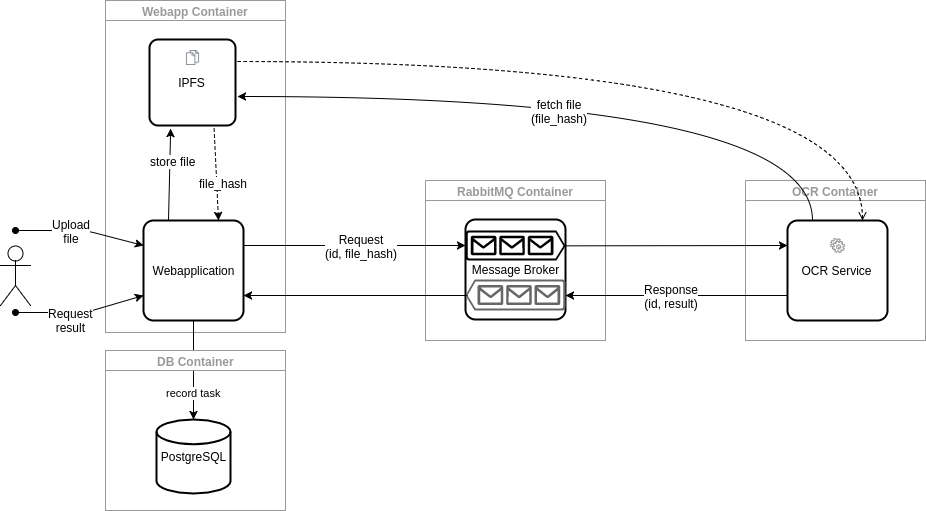 Webapp Container
IPFS
fetch file
(file_hash)
store file
file_hash
RabbitMQ Container
OCR Container
Upload
file
Webapplication
Request
(id, file_hash)
Message Broker
OCR Service
Response
(id, result)
Request
result
DB Container
record task
PostgreSQL